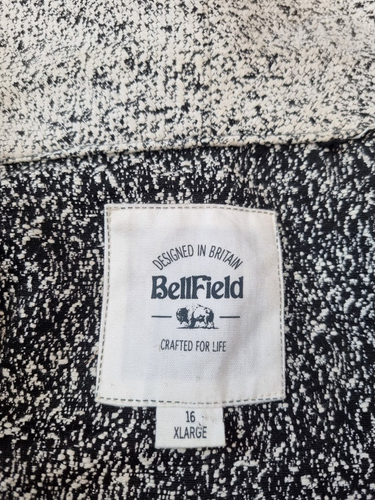 DESIGNED IN BRITAIN
BellField
CRAFTED FOR LIFE
16
XLARGE